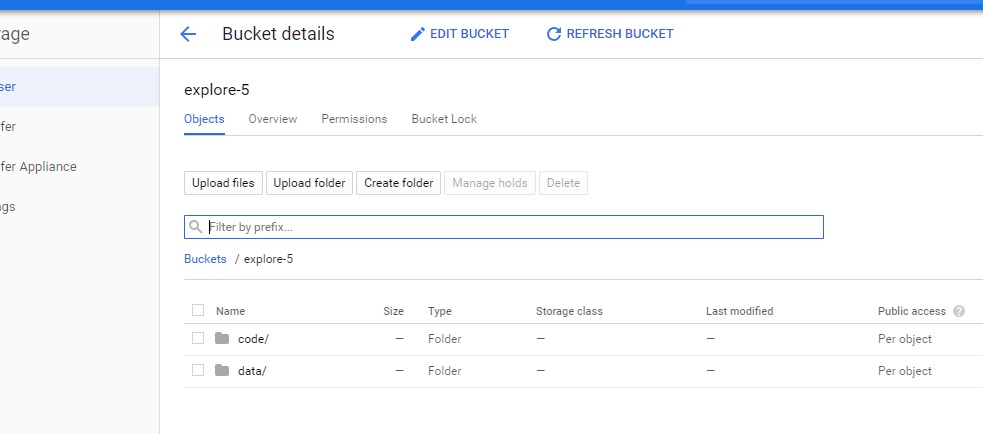 rage
Bucket details
EDIT BUCKET
REFRESH BUCKET
ser
fer
fer Appliance
gs
explore-5
Objects Overview Permissions Bucket Lock
Upload files Upload folder Create folder Manage holds Delete
Filter by prefix...
Buckets / explore-5
Name Size Type Storage class Last modified Public access ?
code/ — Folder — — Per object
data/ — Folder — — Per object